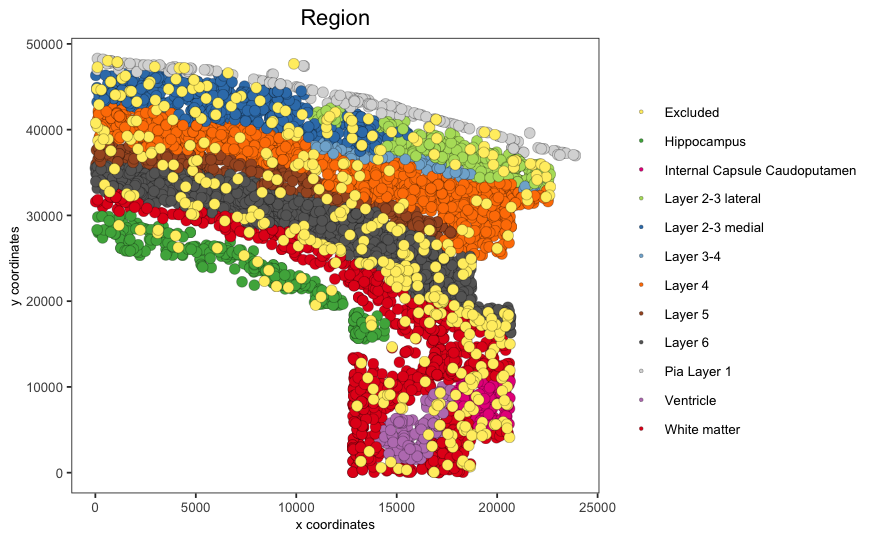 Region
50000
40000
30000
20000
10000
0
y coordinates
0
5000
10000
15000
20000
25000
x coordinates
Excluded
Hippocampus
Internal Capsule Caudoputamen
Layer 2-3 lateral
Layer 2-3 medial
Layer 3-4
Layer 4
Layer 5
Layer 6
Pia Layer 1
Ventricle
White matter